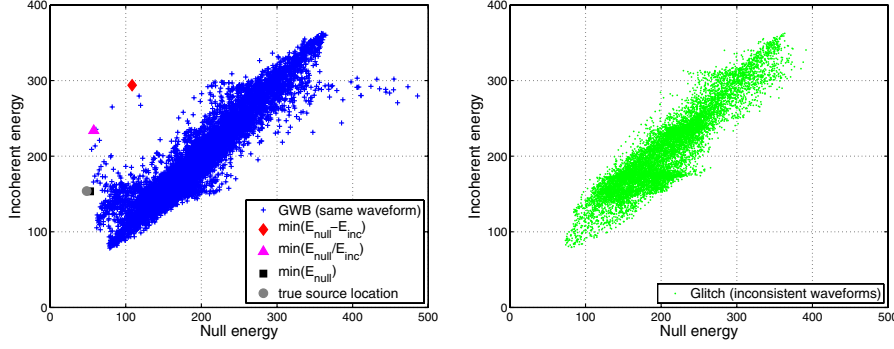 400
300
200
100
0
Incoherent energy
0
100
200
300
400
500
Null energy
GWB (same waveform)
min(E_null−E_inc)
min(E_null/E_inc)
min(E_null)
true source location
400
300
200
100
0
Incoherent energy
0
100
200
300
400
500
Null energy
Glitch (inconsistent waveforms)